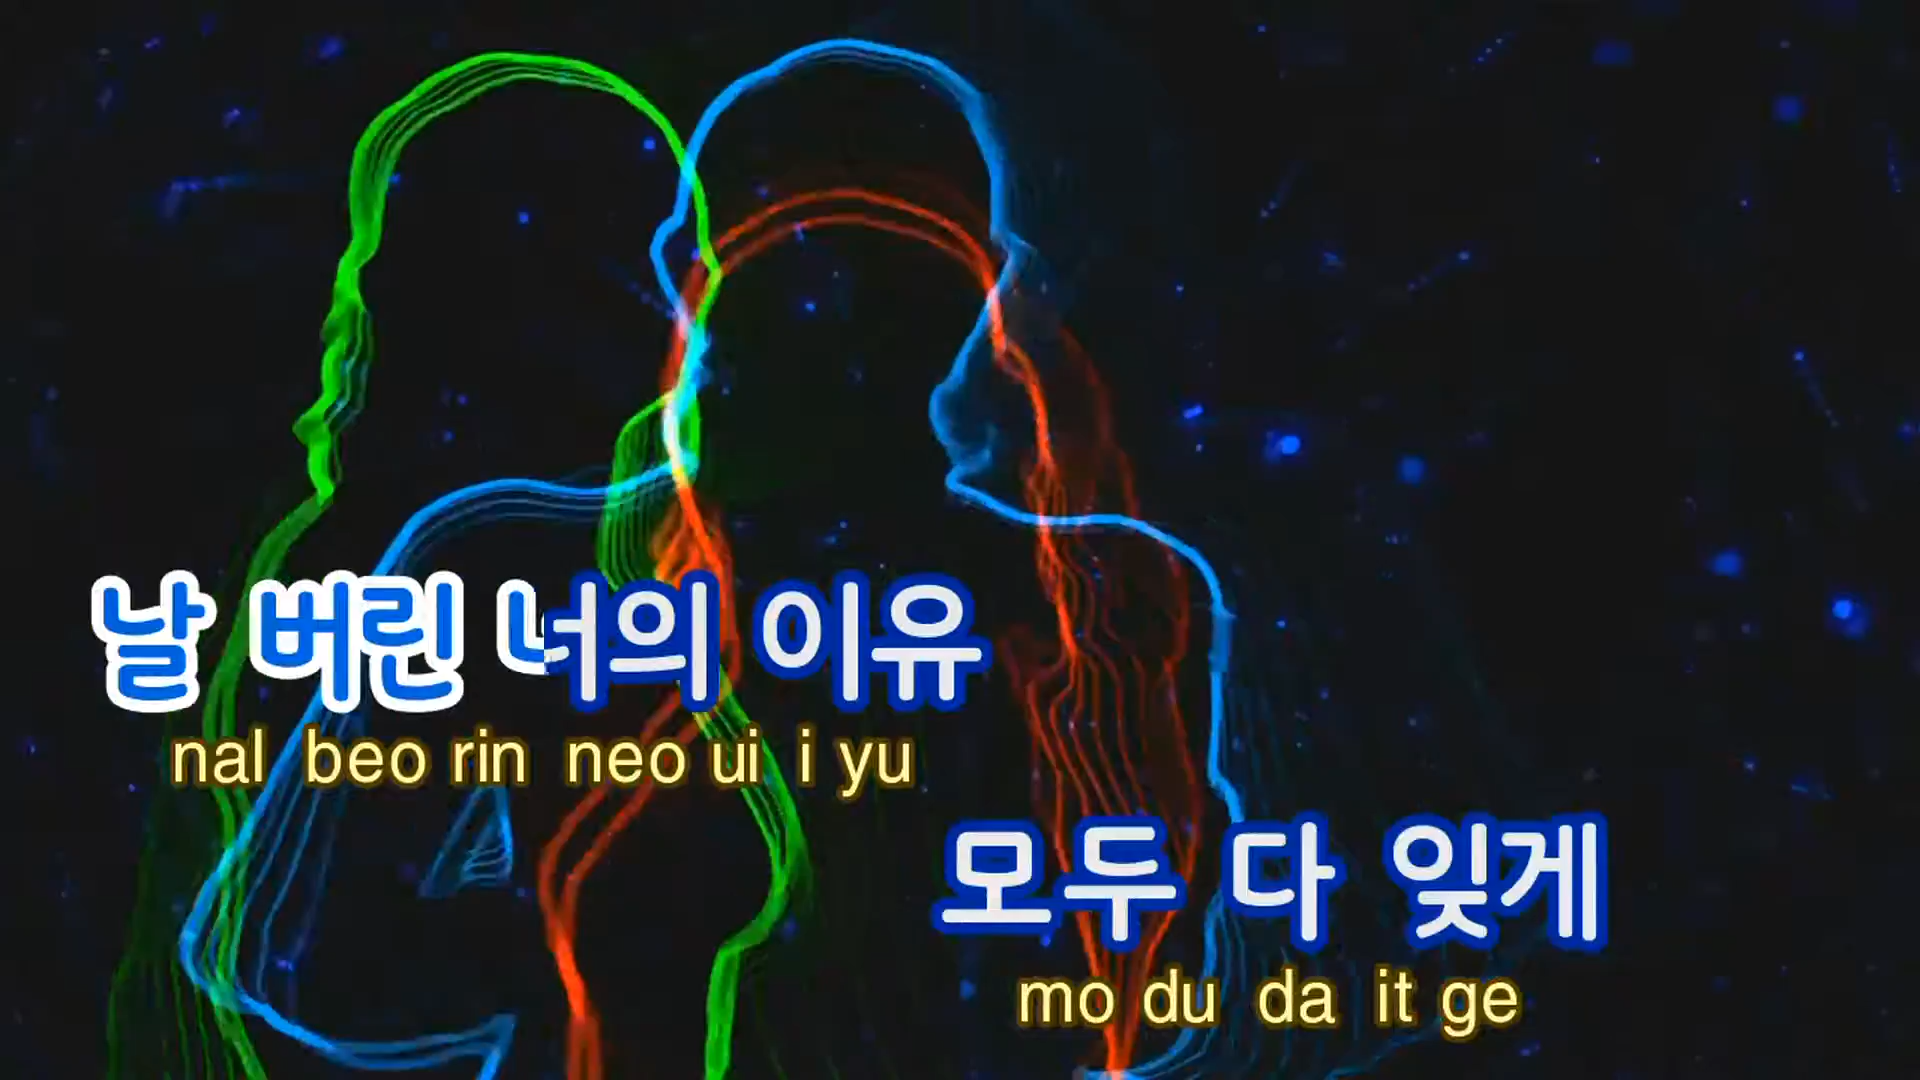 날 버린 너의 이유
nal beo rin neo ui i yu
모두 다 잊게
mo du da it ge